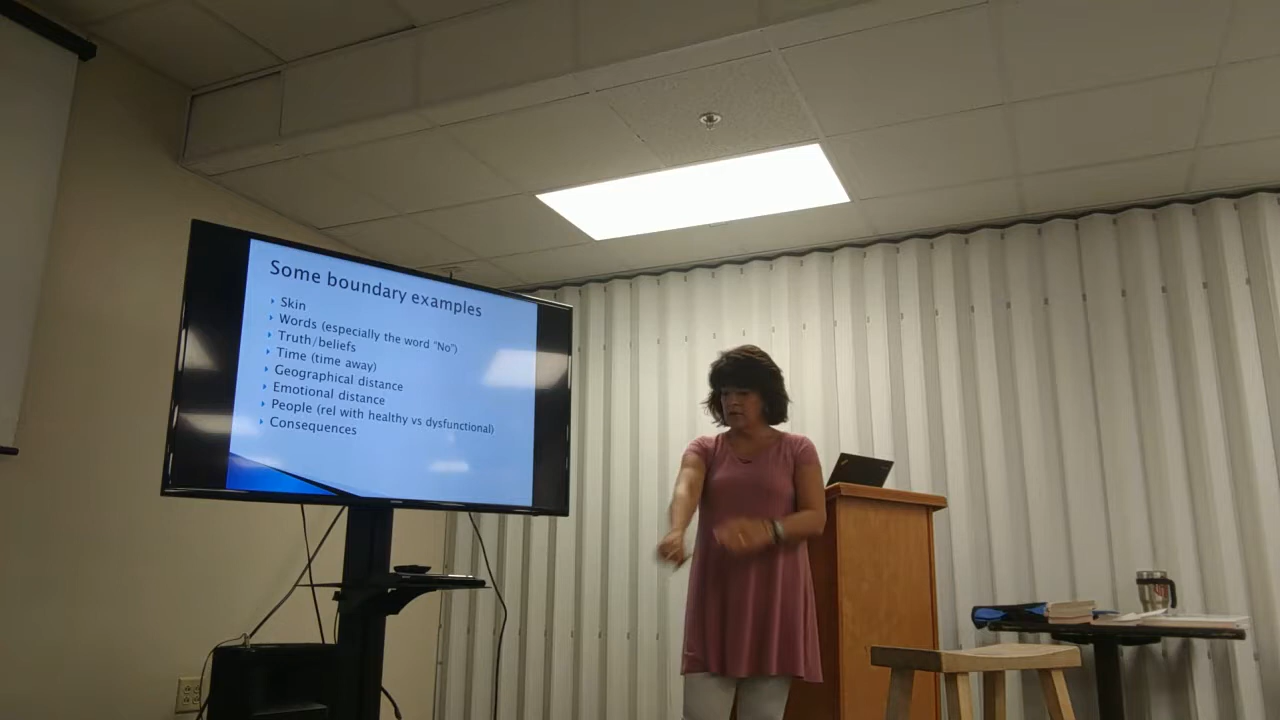 Some boundary examples
Skin
Words (especially the word "No")
Truth/beliefs
Time (time away)
Geographical distance
Emotional distance
People (rel with healthy vs dysfunctional)
Consequences